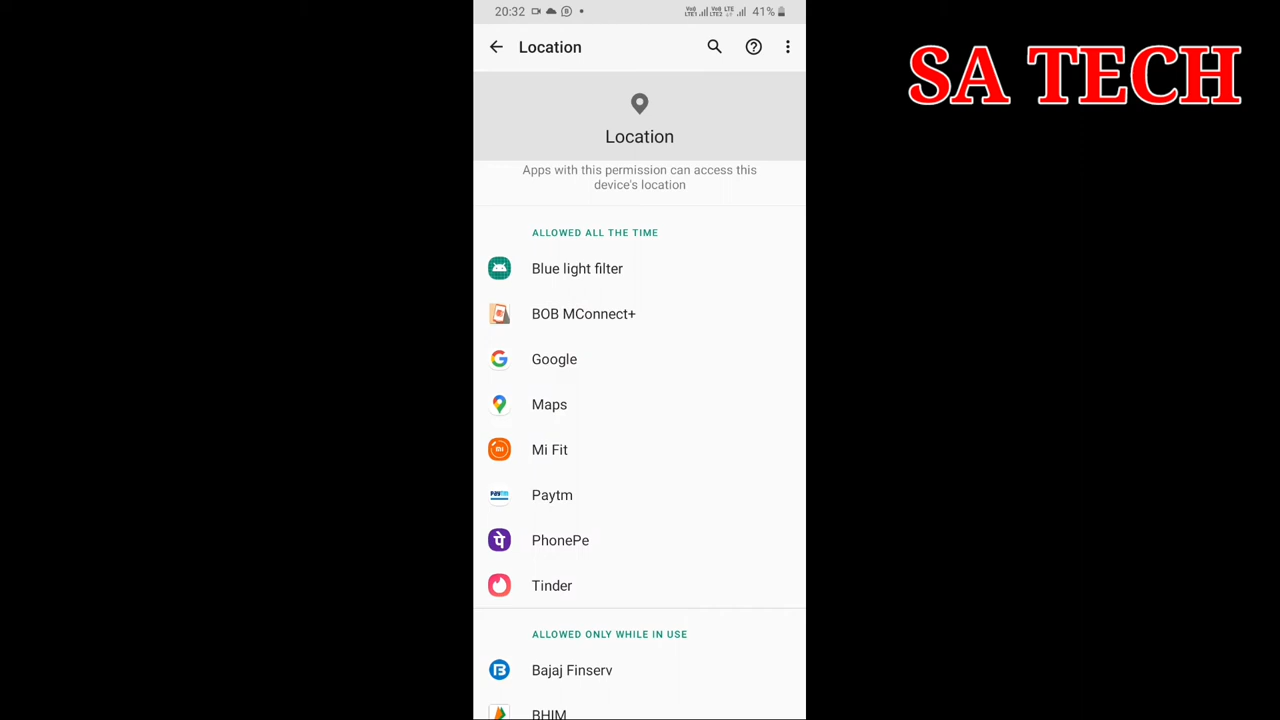 20:32
41%
Location
SA TECH
Location
Apps with this permission can access this
device's location
ALLOWED ALL THE TIME
Blue light filter
BOB MConnect+
Google
Maps
Mi Fit
Paytm
PhonePe
Tinder
ALLOWED ONLY WHILE IN USE
Bajaj Finserv
BHIM